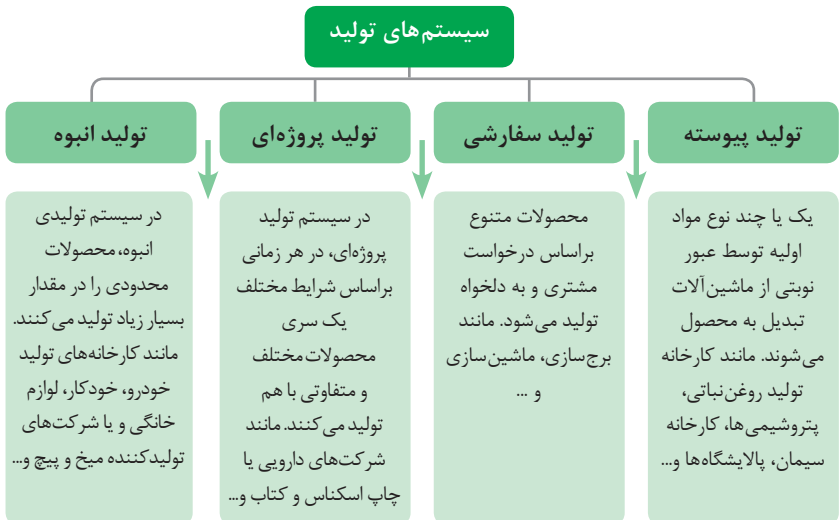 سیستم‌های تولید
تولید پیوسته
یک یا چند نوع مواد
اولیه توسط عبور
نوبتی از ماشین‌آلات
تبدیل به محصول
می‌شوند. مانند کارخانه
تولید روغن‌نباتی،
پتروشیمی‌ها، کارخانه
سیمان، پالایشگاه‌ها و...
تولید سفارشی
محصولات متنوع
براساس درخواست
مشتری و به دلخواه
تولید می‌شود. مانند
برج‌سازی، ماشین‌سازی
و ...
تولید پروژه‌ای
در سیستم تولید
پروژه‌ای، در هر زمانی
براساس شرایط مختلف
یک سری
محصولات مختلف
و متفاوتی با هم
تولید می‌کنند. مانند
شرکت‌های دارویی یا
چاپ اسکناس و کتاب و...
تولید انبوه
در سیستم تولیدی
انبوه، محصولات
محدودی را در مقدار
بسیار زیاد تولید می‌کنند.
مانند کارخانه‌های تولید
خودرو، خودکار، لوازم
خانگی و یا شرکت‌های
تولیدکننده میخ و پیچ و...